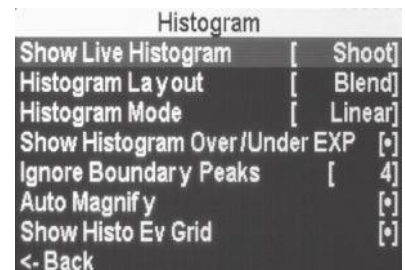 Histogram
Show Live Histogram [ Shoot]
Histogram Layout [ Blend]
Histogram Mode [ Linear]
Show Histogram Over/Under EXP [•]
Ignore Boundary Peaks [ 4]
Auto Magnify [•]
Show Histo Ev Grid [•]
<- Back